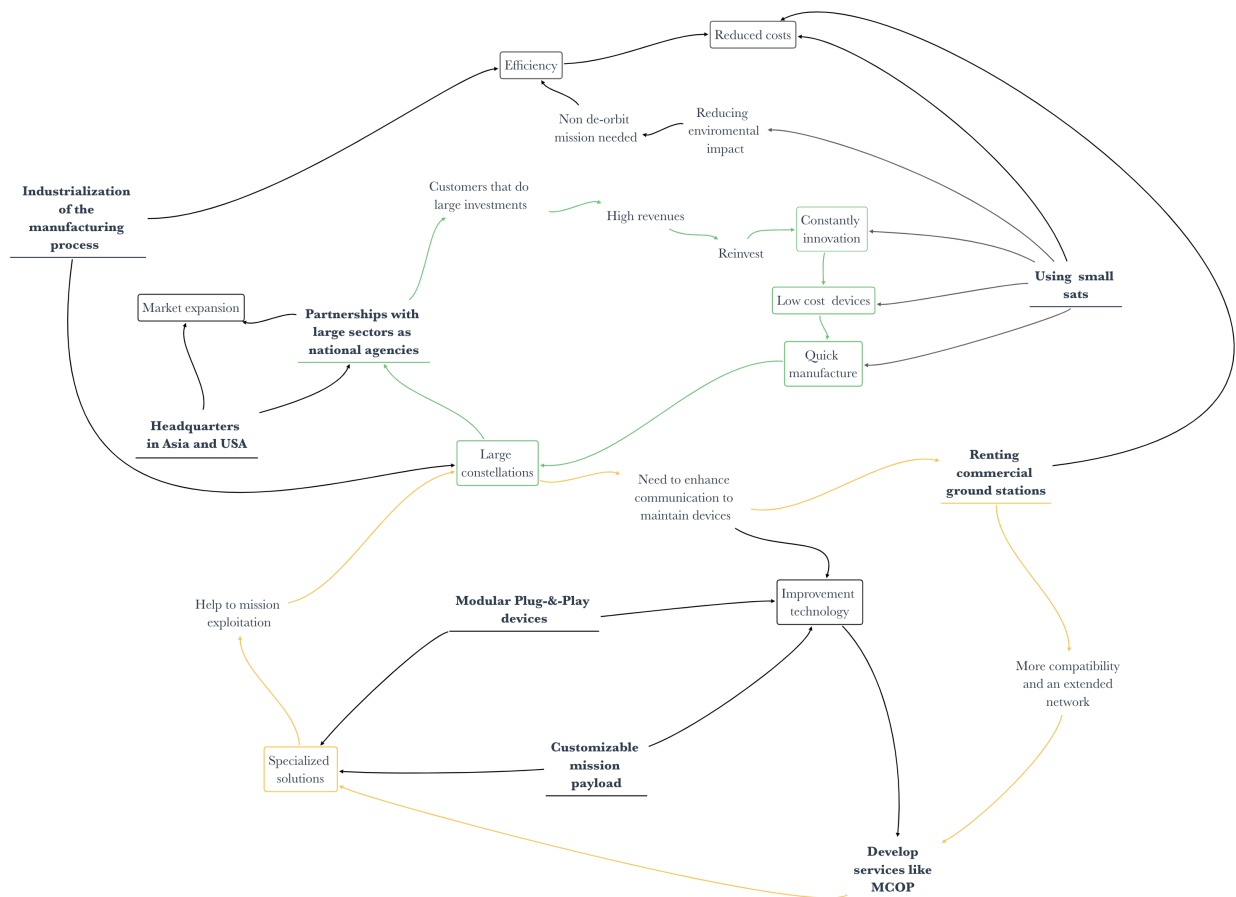 Reduced costs
Efficiency
Non de-orbit
mission needed
Reducing
enviromental
impact
Industrialization
of the
manufacturing
process
Customers that do
large investments
High revenues
Reinvest
Constantly
innovation
Using small
sats
Low cost devices
Market expansion
Partnerships with
large sectors as
national agencies
Quick
manufacture
Headquarters
in Asia and USA
Large
constellations
Need to enhance
communication to
maintain devices
Renting
commercial
ground stations
Help to mission
exploitation
Modular Plug-&-Play
devices
Improvement
technology
More compatibility
and an extended
network
Specialized
solutions
Customizable
mission
payload
Develop
services like
MCOP